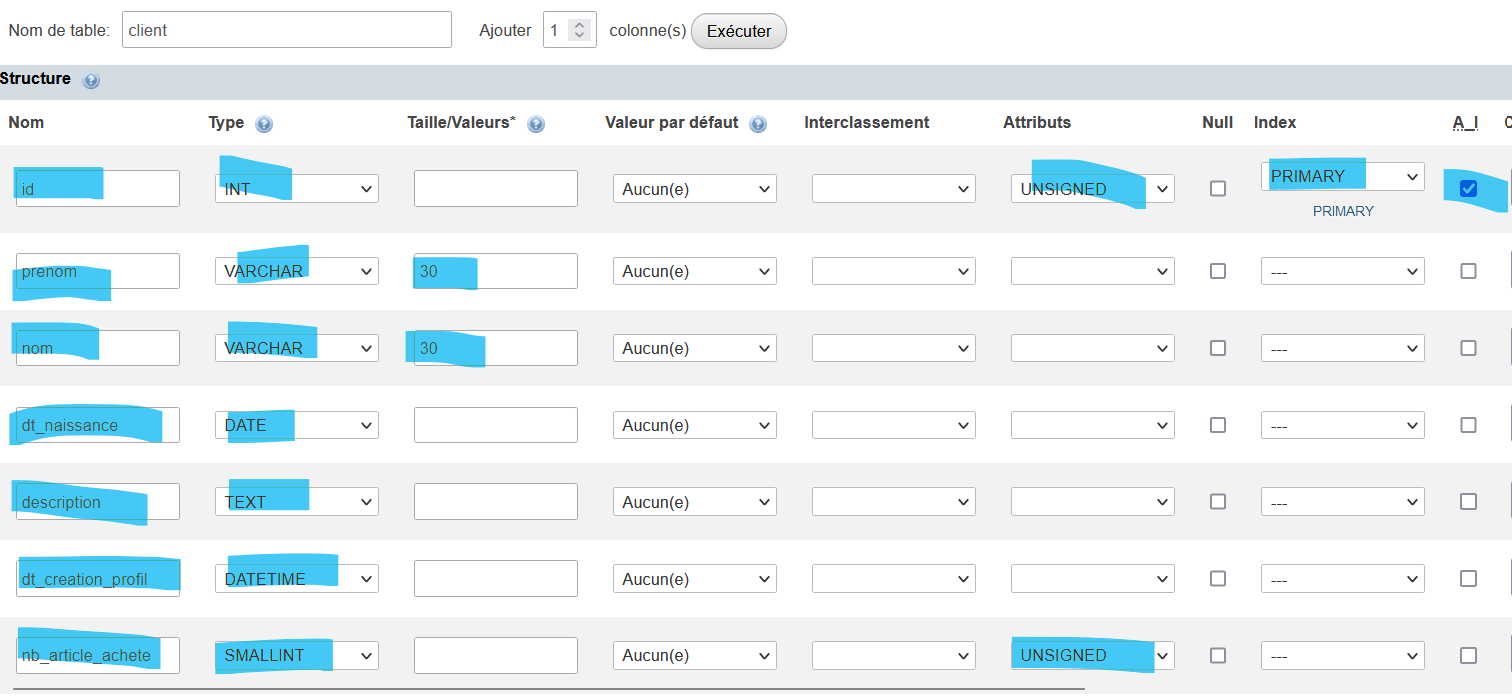 Nom de table: client Ajouter 1 colonne(s) Exécuter
Structure
Nom Type Taille/Valeurs* Valeur par défaut Interclassement Attributs Null Index A_I
id INT Aucun(e) UNSIGNED PRIMARY
PRIMARY
prenom VARCHAR 30 Aucun(e) ---
nom VARCHAR 30 Aucun(e) ---
dt_naissance DATE Aucun(e) ---
description TEXT Aucun(e) ---
dt_creation_profil DATETIME Aucun(e) ---
nb_article_achete SMALLINT Aucun(e) UNSIGNED ---